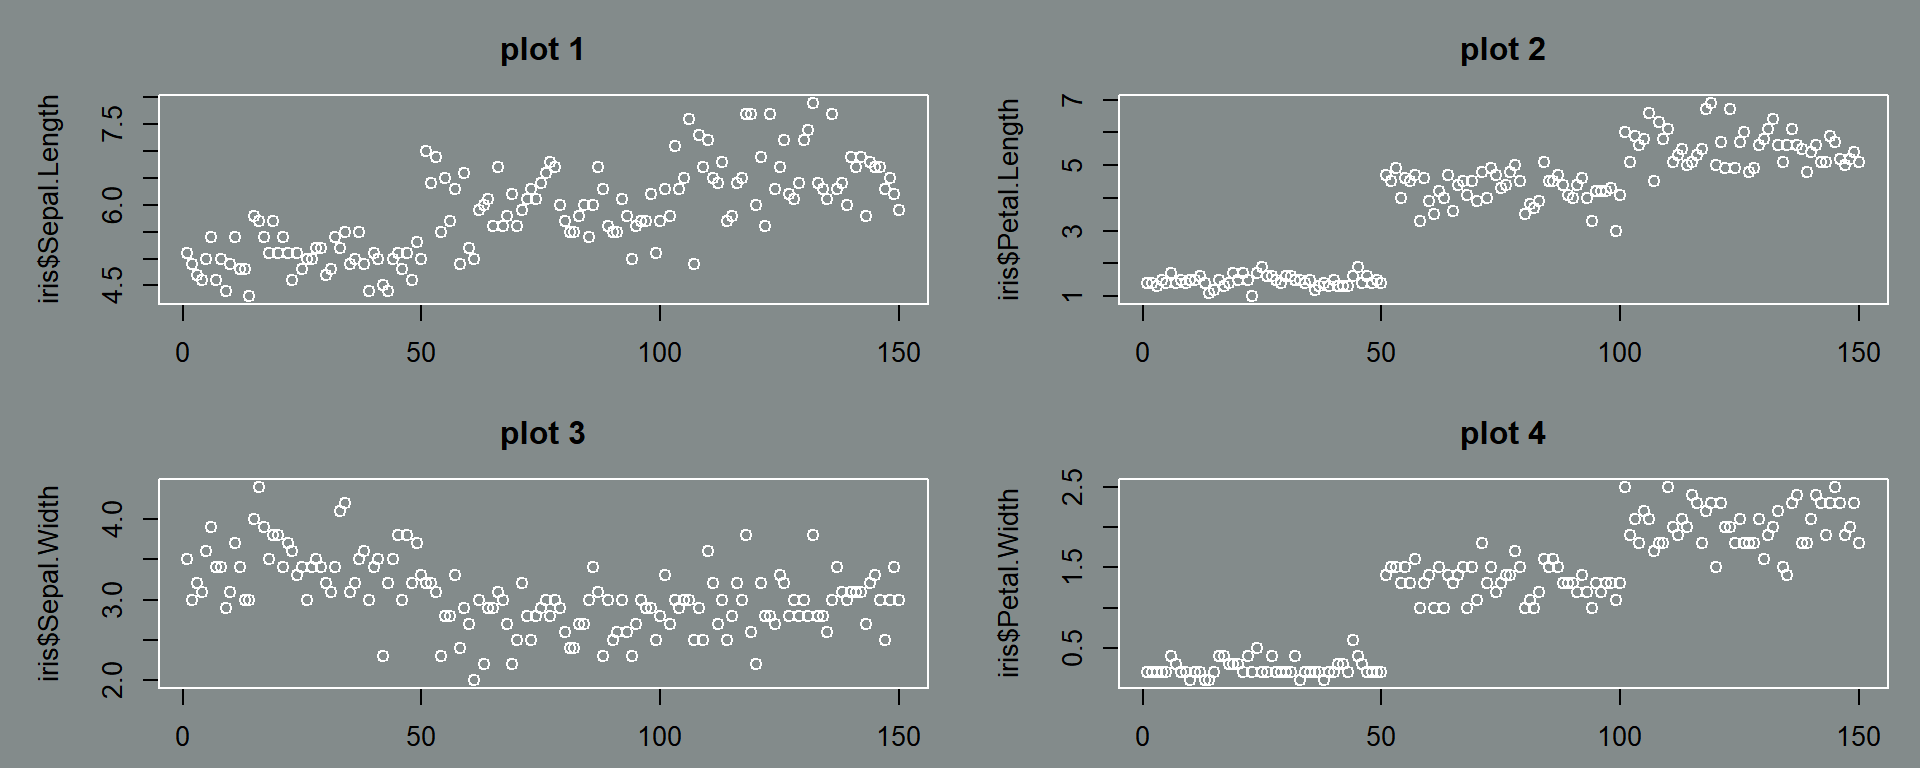 plot 1
iris$Sepal.Length
7.5
6.0
4.5
0 50 100 150
plot 2
iris$Petal.Length
7
5
3
1
0 50 100 150
plot 3
iris$Sepal.Width
4.0
3.0
2.0
0 50 100 150
plot 4
iris$Petal.Width
2.5
1.5
0.5
0 50 100 150